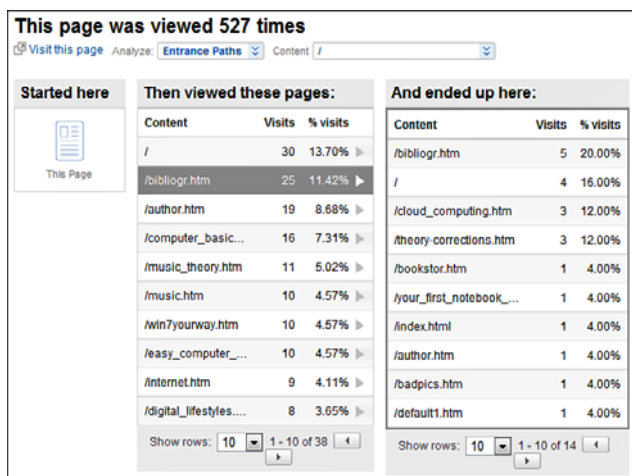 This page was viewed 527 times
Visit this page Analyze: Entrance Paths Content /
Started here
This Page
Then viewed these pages:
Content Visits % visits
/ 30 13.70%
/bibliogr.htm 25 11.42%
/author.htm 19 8.68%
/computer_basic... 16 7.31%
/music_theory.htm 11 5.02%
/music.htm 10 4.57%
/win7yourway.htm 10 4.57%
/easy_computer_... 10 4.57%
/internet.htm 9 4.11%
/digital_lifestyles.... 8 3.65%
Show rows: 10 1 - 10 of 38
And ended up here:
Content Visits % visits
/bibliogr.htm 5 20.00%
/ 4 16.00%
/cloud_computing.htm 3 12.00%
/theory-corrections.htm 3 12.00%
/bookstor.htm 1 4.00%
/your_first_notebook_... 1 4.00%
/index.html 1 4.00%
/author.htm 1 4.00%
/badpics.htm 1 4.00%
/default1.htm 1 4.00%
Show rows: 10 1 - 10 of 14